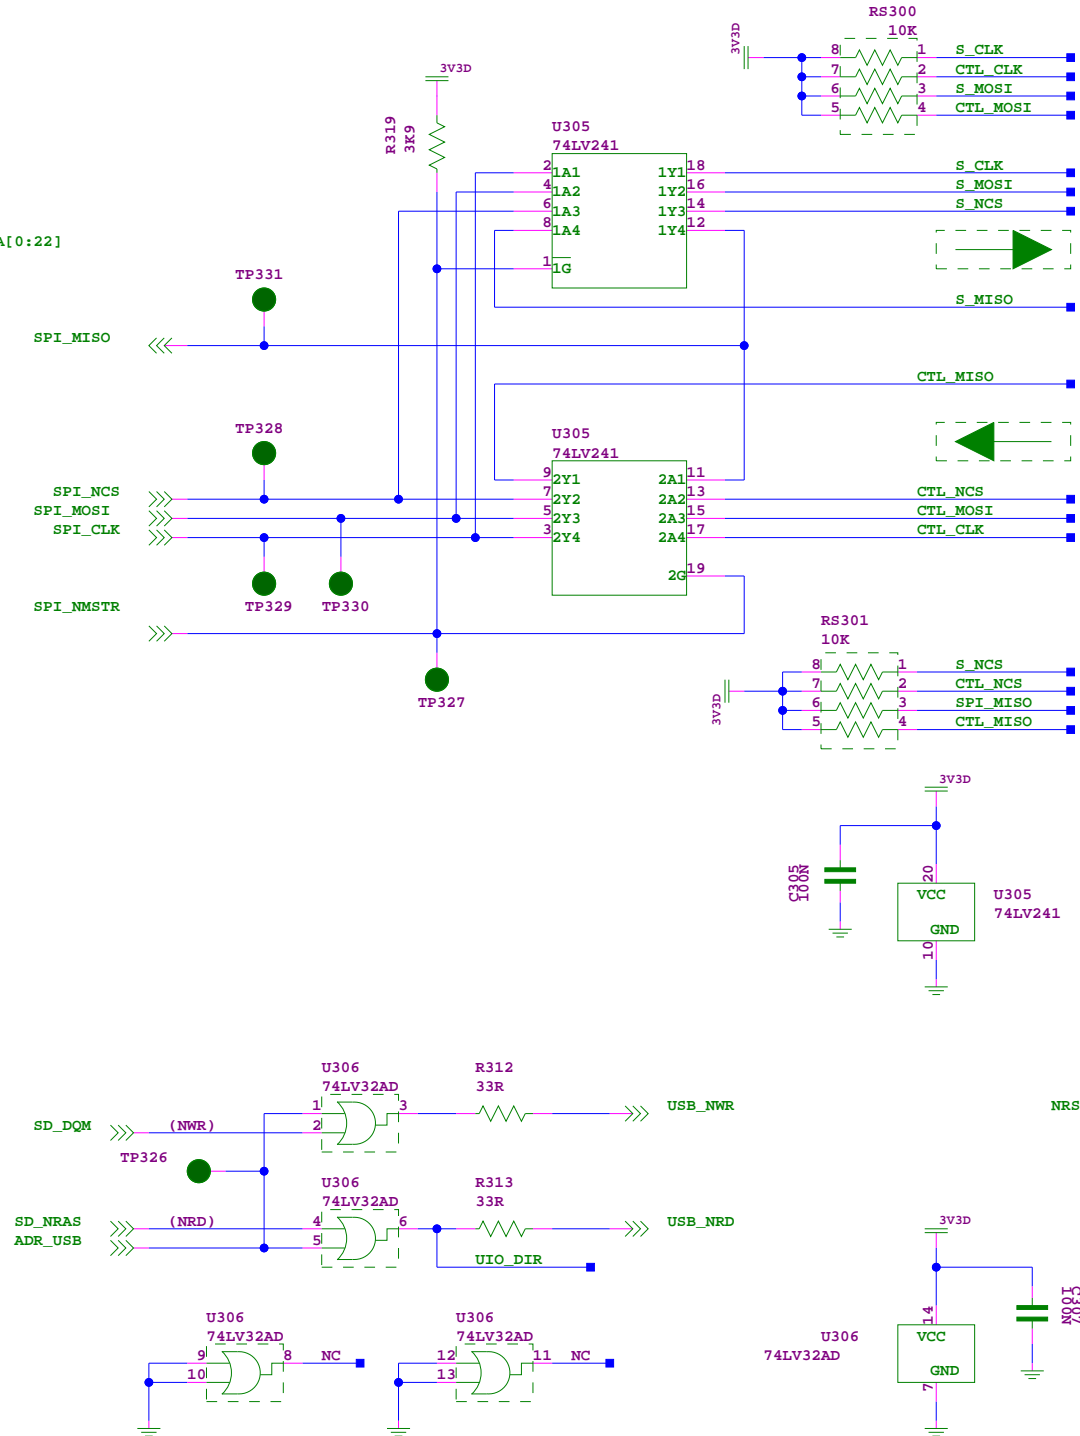 RS300
10K
3V3D
8 1 S_CLK
7 2 CTL_CLK
6 3 S_MOSI
5 4 CTL_MOSI
3V3D
R319
3K9
U305
74LV241
2 1A1 1Y1 18 S_CLK
4 1A2 1Y2 16 S_MOSI
6 1A3 1Y3 14 S_NCS
8 1A4 1Y4 12
1 1G
A[0:22]
TP331
S_MISO
SPI_MISO
CTL_MISO
TP328
U305
74LV241
9 2Y1 2A1 11
SPI_NCS 7 2Y2 2A2 13 CTL_NCS
SPI_MOSI 5 2Y3 2A3 15 CTL_MOSI
SPI_CLK 3 2Y4 2A4 17 CTL_CLK
2G 19
TP329 TP330
SPI_NMSTR
TP327
RS301
10K
3V3D
8 1 S_NCS
7 2 CTL_NCS
6 3 SPI_MISO
5 4 CTL_MISO
3V3D
C305
100N
20
VCC
GND
10
U305
74LV241
U306
74LV32AD
R312
33R
1 3
2
SD_DQM (NWR)
USB_NWR
NRS
TP326
U306
74LV32AD
R313
33R
SD_NRAS (NRD) 4 6
ADR_USB 5
USB_NRD
UIO_DIR
3V3D
U306
74LV32AD
9 8 NC
10
U306
74LV32AD
12 11 NC
13
U306
74LV32AD
14
VCC
GND
7
100N